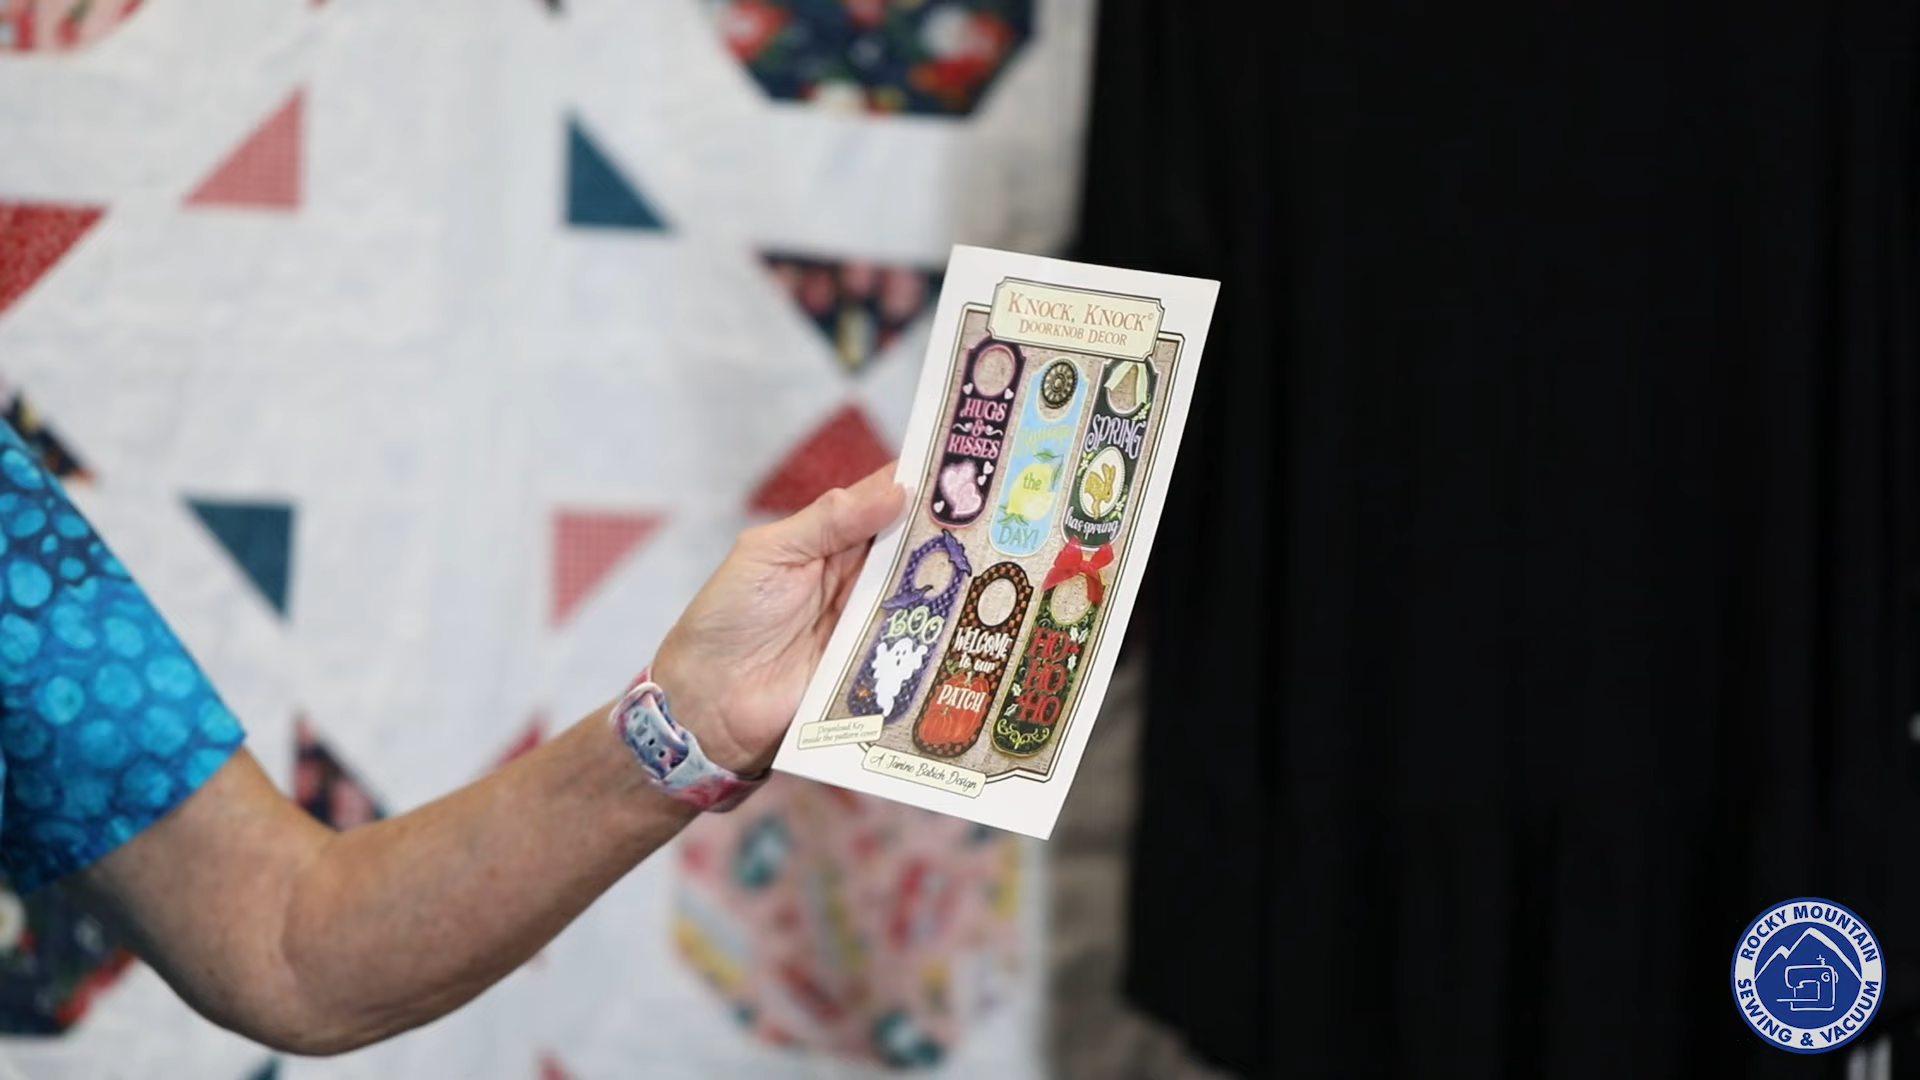 KNOCK, KNOCK©
DOORKNOB DECOR
HUGS
&
KISSES
Squeeze
the
DAY!
SPRING
has sprung
BOO
WELCOME
to our
PATCH
HO
HO
HO
Download Key
inside the pattern cover
A Janine Babich Design
ROCKY MOUNTAIN
SEWING & VACUUM